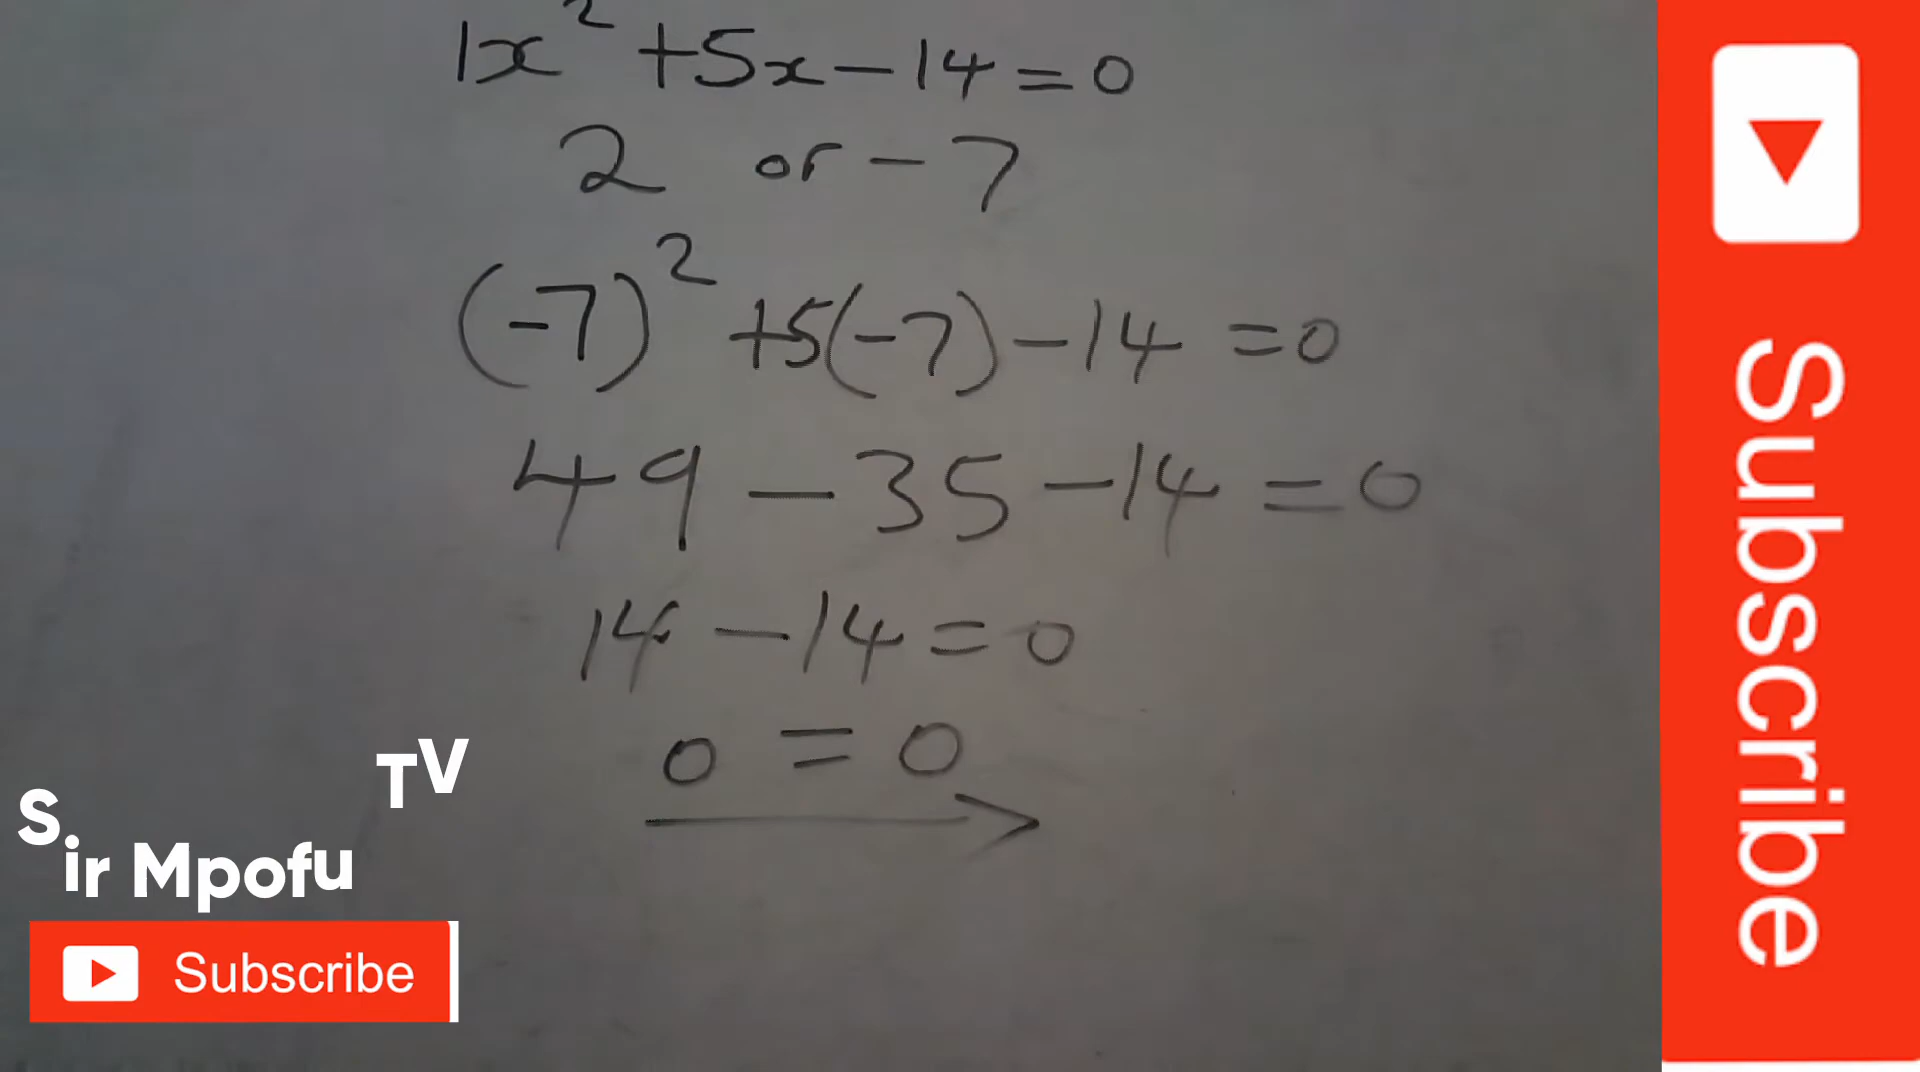 1x² +5x-14=0
2 or -7
(-7)² +5(-7)-14 =0
49 - 35 -14 =0
14 -14 = 0
0 = 0
Sir Mpofu TV
Subscribe
Subscribe